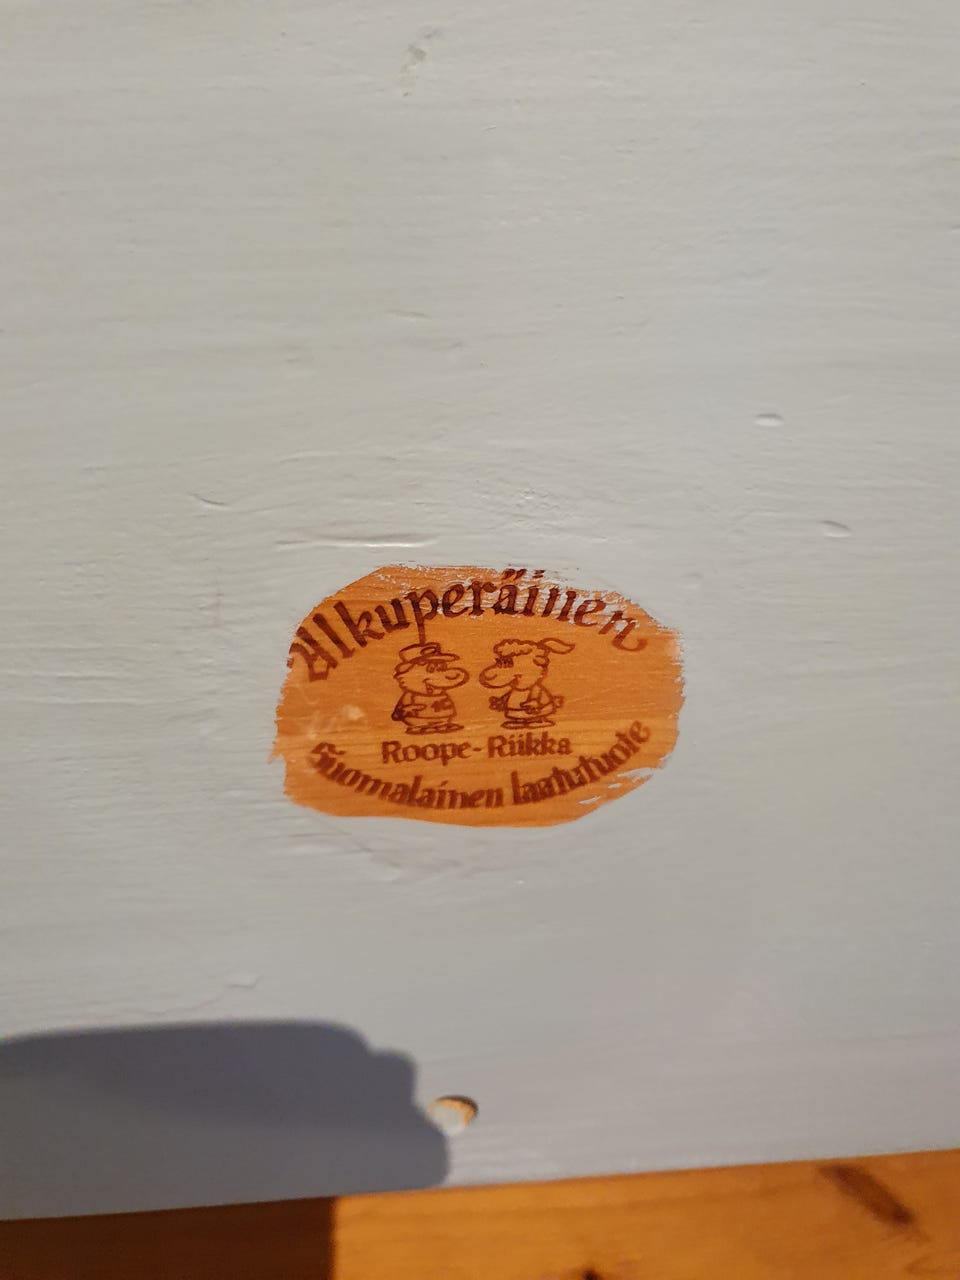 Alkuperäinen
Roope-Riikka
Suomalainen laatutuote